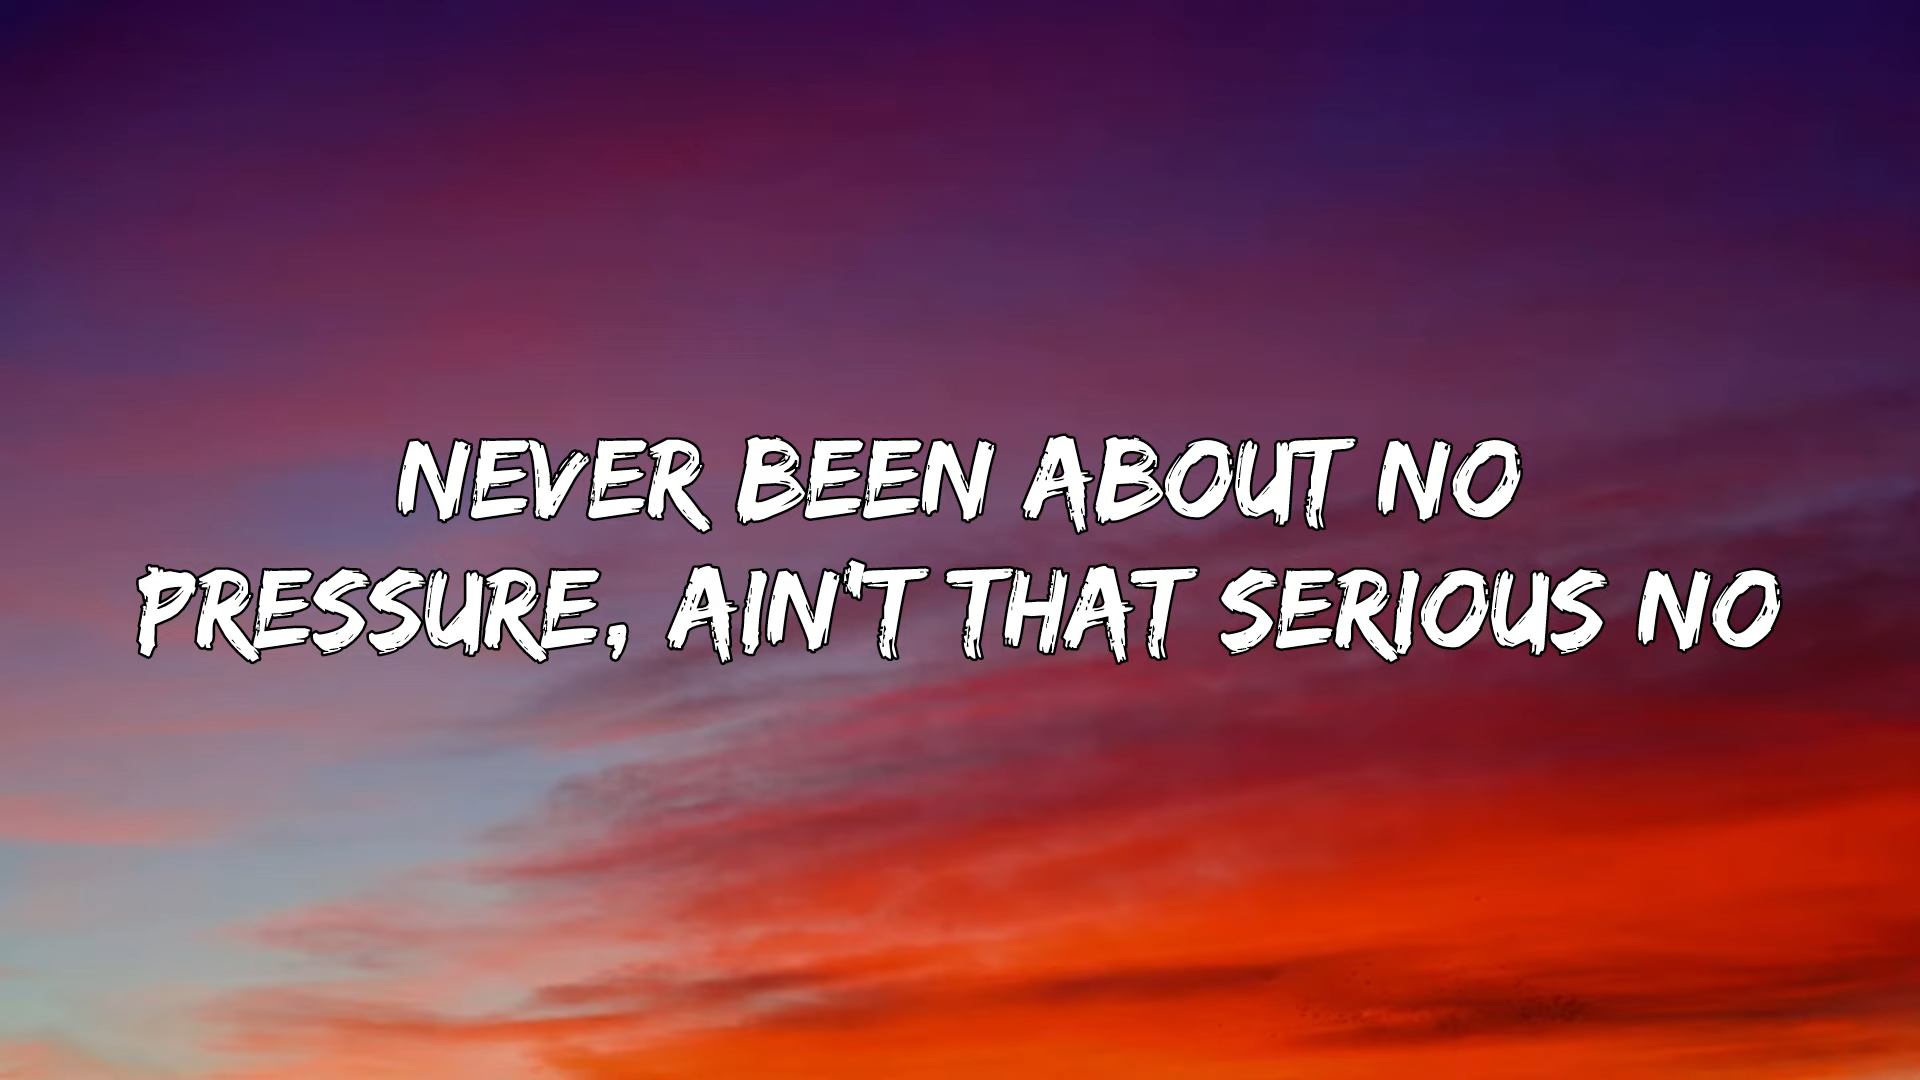 NEVER BEEN ABOUT NO
PRESSURE, AIN'T THAT SERIOUS NO